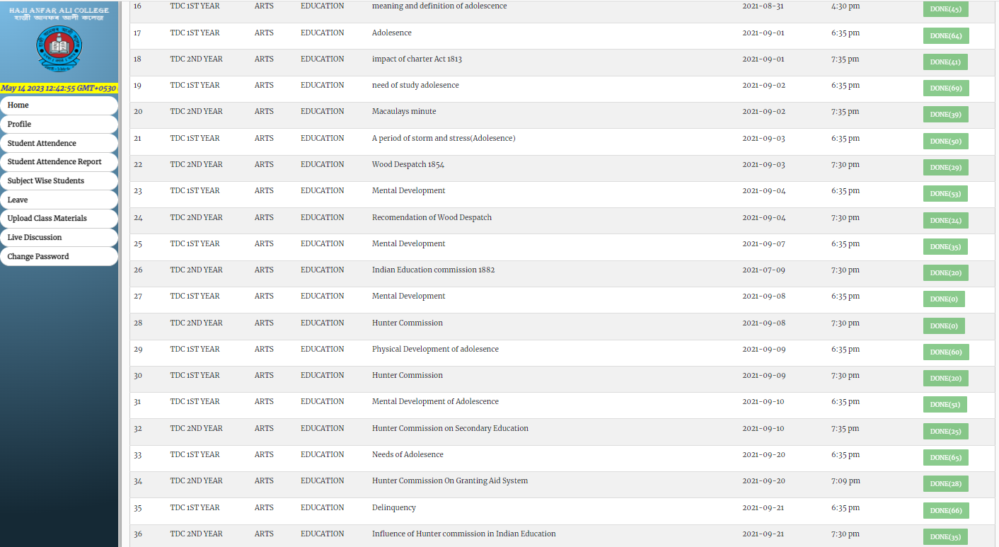 HAJI ANFAR ALI COLLEGE
হাজী আনফৰ আলী কলেজ
May 14 2023 12:42:55 GMT+0530
Home
Profile
Student Attendence
Student Attendence Report
Subject Wise Students
Leave
Upload Class Materials
Live Discussion
Change Password
16 TDC 1ST YEAR ARTS EDUCATION meaning and definition of adolescence 2021-08-31 4:30 pm DONE(45)
17 TDC 1ST YEAR ARTS EDUCATION Adolesence 2021-09-01 6:35 pm DONE(64)
18 TDC 2ND YEAR ARTS EDUCATION impact of charter Act 1813 2021-09-01 7:35 pm DONE(41)
19 TDC 1ST YEAR ARTS EDUCATION need of study adolesence 2021-09-02 6:35 pm DONE(69)
20 TDC 2ND YEAR ARTS EDUCATION Macaulays minute 2021-09-02 7:35 pm DONE(39)
21 TDC 1ST YEAR ARTS EDUCATION A period of storm and stress(Adolesence) 2021-09-03 6:35 pm DONE(50)
22 TDC 2ND YEAR ARTS EDUCATION Wood Despatch 1854 2021-09-03 7:30 pm DONE(29)
23 TDC 1ST YEAR ARTS EDUCATION Mental Development 2021-09-04 6:35 pm DONE(53)
24 TDC 2ND YEAR ARTS EDUCATION Recomendation of Wood Despatch 2021-09-04 7:30 pm DONE(24)
25 TDC 1ST YEAR ARTS EDUCATION Mental Development 2021-09-07 6:35 pm DONE(35)
26 TDC 2ND YEAR ARTS EDUCATION Indian Education commission 1882 2021-07-09 7:30 pm DONE(20)
27 TDC 1ST YEAR ARTS EDUCATION Mental Development 2021-09-08 6:35 pm DONE(0)
28 TDC 2ND YEAR ARTS EDUCATION Hunter Commission 2021-09-08 7:30 pm DONE(0)
29 TDC 1ST YEAR ARTS EDUCATION Physical Development of adolesence 2021-09-09 6:35 pm DONE(60)
30 TDC 2ND YEAR ARTS EDUCATION Hunter Commission 2021-09-09 7:30 pm DONE(20)
31 TDC 1ST YEAR ARTS EDUCATION Mental Development of Adolescence 2021-09-10 6:35 pm DONE(51)
32 TDC 2ND YEAR ARTS EDUCATION Hunter Commission on Secondary Education 2021-09-10 7:35 pm DONE(25)
33 TDC 1ST YEAR ARTS EDUCATION Needs of Adolesence 2021-09-20 6:35 pm DONE(65)
34 TDC 2ND YEAR ARTS EDUCATION Hunter Commission On Granting Aid System 2021-09-20 7:09 pm DONE(28)
35 TDC 1ST YEAR ARTS EDUCATION Delinquency 2021-09-21 6:35 pm DONE(66)
36 TDC 2ND YEAR ARTS EDUCATION Influence of Hunter commission in Indian Education 2021-09-21 7:30 pm DONE(35)